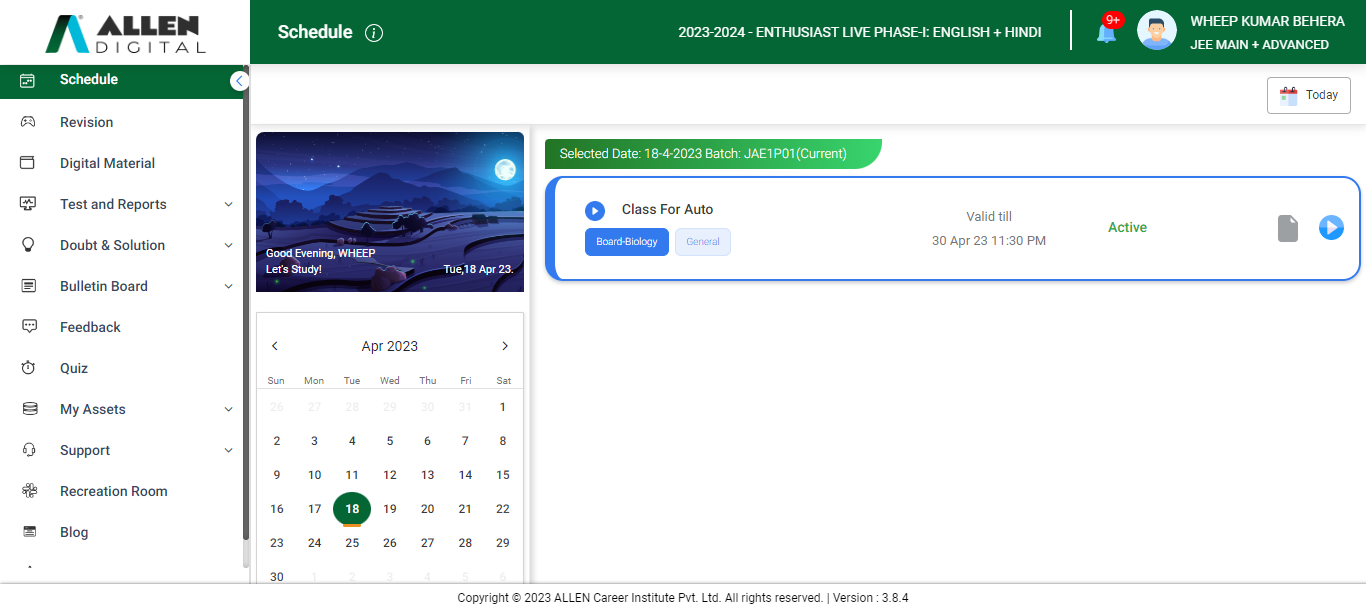 ALLEN
DIGITAL
Schedule
2023-2024 - ENTHUSIAST LIVE PHASE-I: ENGLISH + HINDI
9+
WHEEP KUMAR BEHERA
JEE MAIN + ADVANCED
Schedule
Revision
Digital Material
Test and Reports
Doubt & Solution
Bulletin Board
Feedback
Quiz
My Assets
Support
Recreation Room
Blog
Today
Good Evening, WHEEP
Let's Study!
Tue,18 Apr 23.
Apr 2023
Sun Mon Tue Wed Thu Fri Sat
26 27 28 29 30 31 1
2 3 4 5 6 7 8
9 10 11 12 13 14 15
16 17 18 19 20 21 22
23 24 25 26 27 28 29
30 1 2 3 4 5 6
Selected Date: 18-4-2023 Batch: JAE1P01(Current)
Class For Auto
Board-Biology
General
Valid till
30 Apr 23 11:30 PM
Active
Copyright © 2023 ALLEN Career Institute Pvt. Ltd. All rights reserved. | Version : 3.8.4